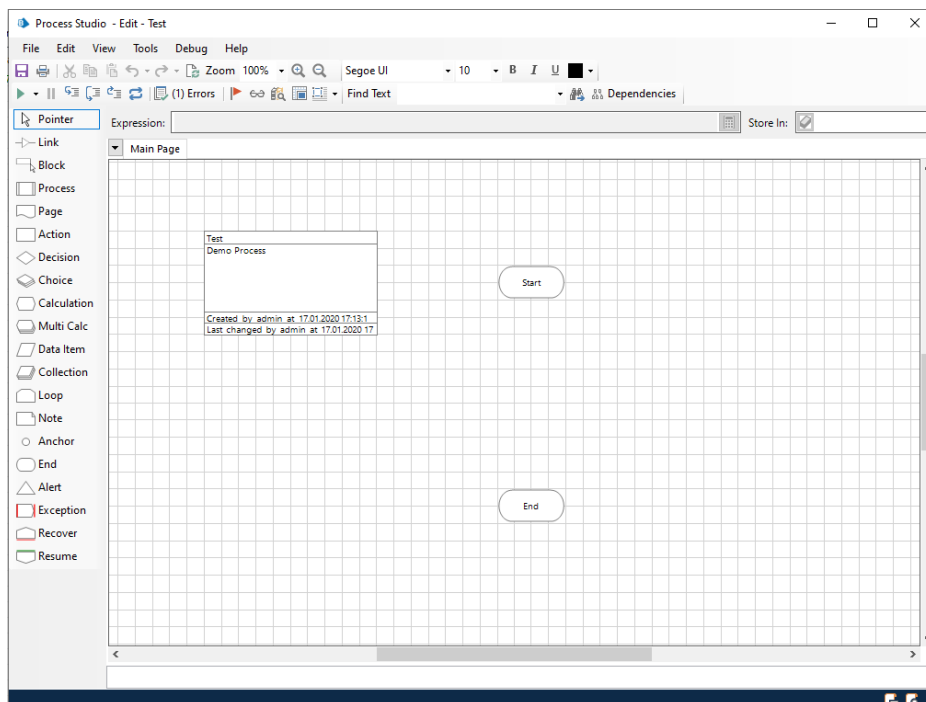 Process Studio - Edit - Test
File Edit View Tools Debug Help
Zoom 100% Segoe UI 10 B I U
(1) Errors Find Text Dependencies
Pointer
Expression: Store In:
Link
Main Page
Block
Process
Page
Action
Decision
Choice
Calculation
Multi Calc
Data Item
Collection
Loop
Note
Anchor
End
Alert
Exception
Recover
Resume
Test
Demo Process
Created by admin at 17.01.2020 17:13:1
Last changed by admin at 17.01.2020 17
Start
End